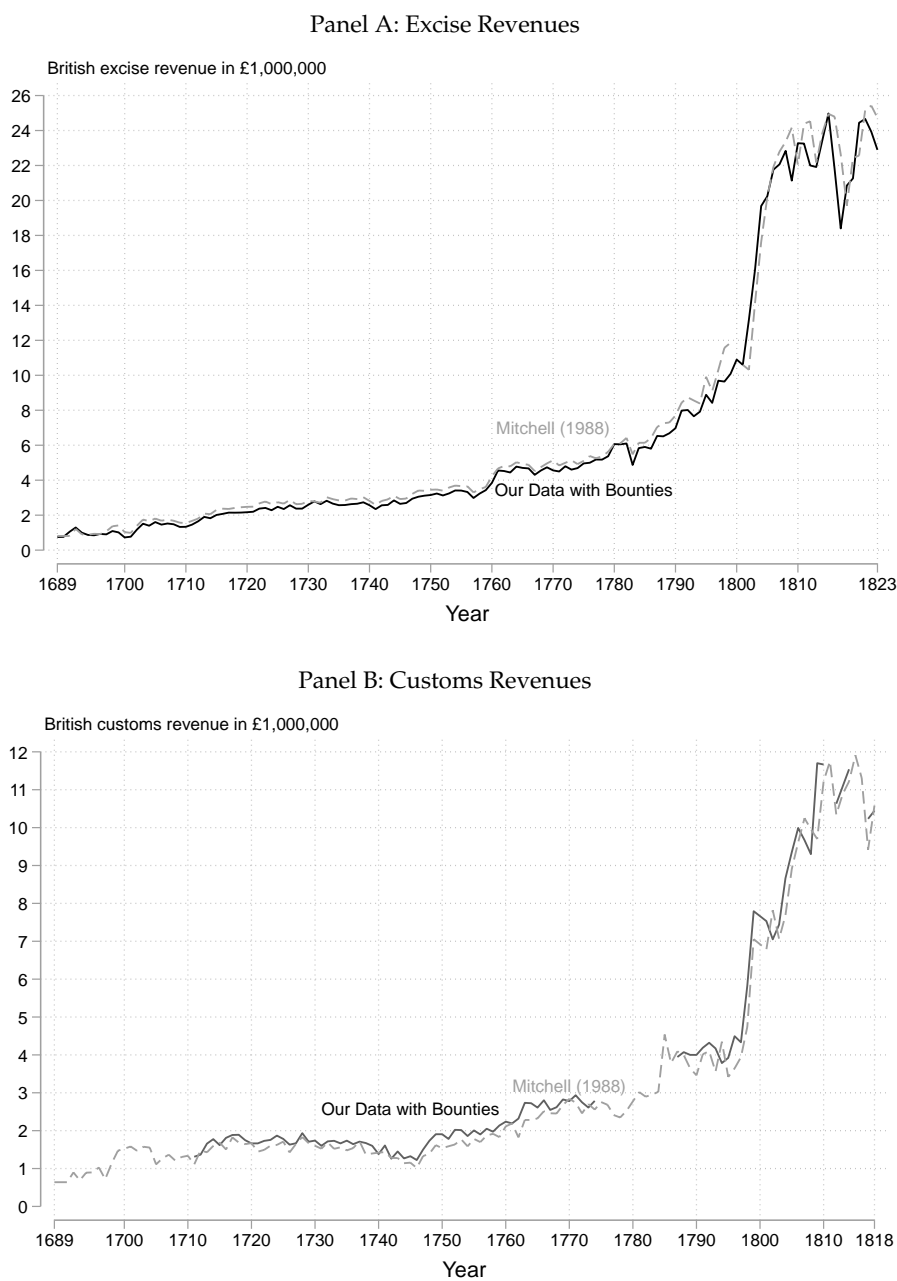 Panel A: Excise Revenues
British excise revenue in £1,000,000
26
24
22
20
18
16
14
12
10
8
Mitchell (1988)
6
4
Our Data with Bounties
2
0
1689 1700 1710 1720 1730 1740 1750 1760 1770 1780 1790 1800 1810 1823
Year
Panel B: Customs Revenues
British customs revenue in £1,000,000
12
11
10
9
8
7
6
5
4
3
Mitchell (1988)
Our Data with Bounties
2
1
0
1689 1700 1710 1720 1730 1740 1750 1760 1770 1780 1790 1800 1810 1818
Year